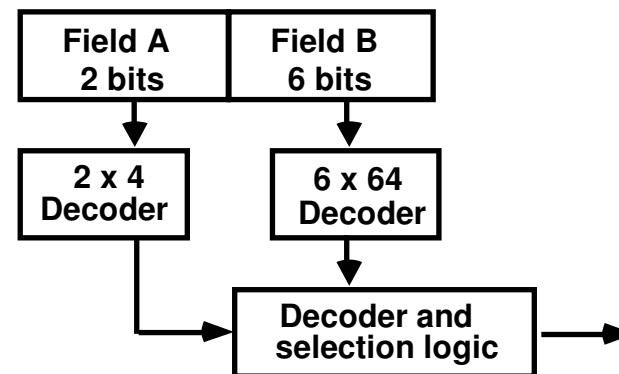 Field A
2 bits
Field B
6 bits
2 x 4
Decoder
6 x 64
Decoder
Decoder and
selection logic